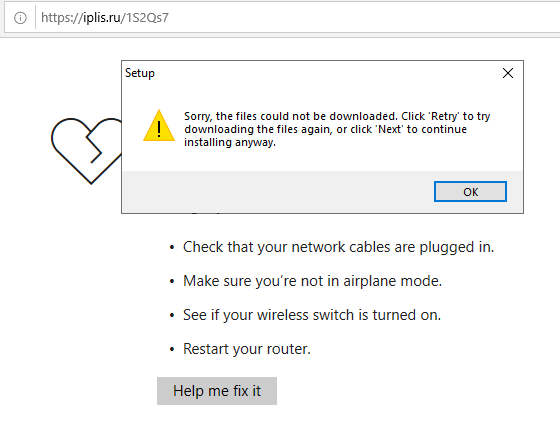 https://iplis.ru/1S2Qs7
Setup
Sorry, the files could not be downloaded. Click 'Retry' to try
downloading the files again, or click 'Next' to continue
installing anyway.
OK
• Check that your network cables are plugged in.
• Make sure you're not in airplane mode.
• See if your wireless switch is turned on.
• Restart your router.
Help me fix it